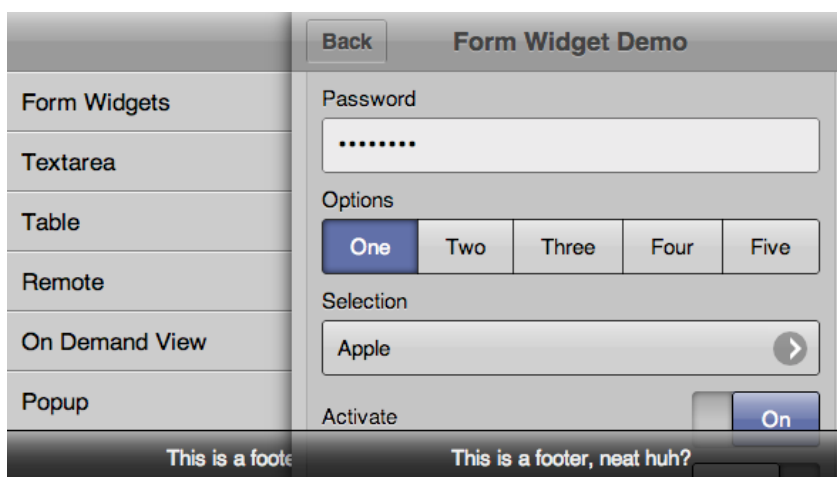 Form Widgets
Textarea
Table
Remote
On Demand View
Popup
This is a foote
Back
Form Widget Demo
Password
Options
One Two Three Four Five
Selection
Apple
Activate
On
This is a footer, neat huh?